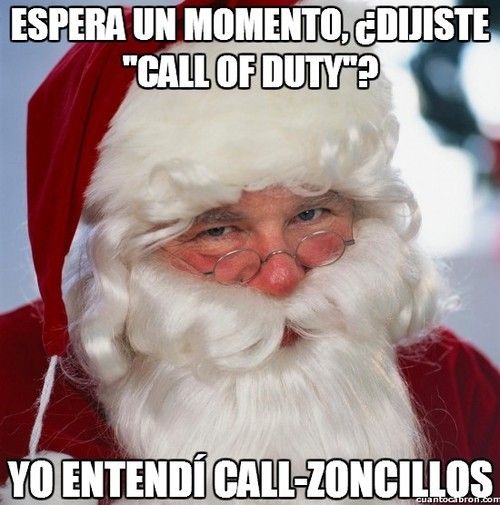 ESPERA UN MOMENTO, ¿DIJISTE
"CALL OF DUTY"?
YO ENTENDÍ CALL-ZONCILLOS
cuantocabron.com